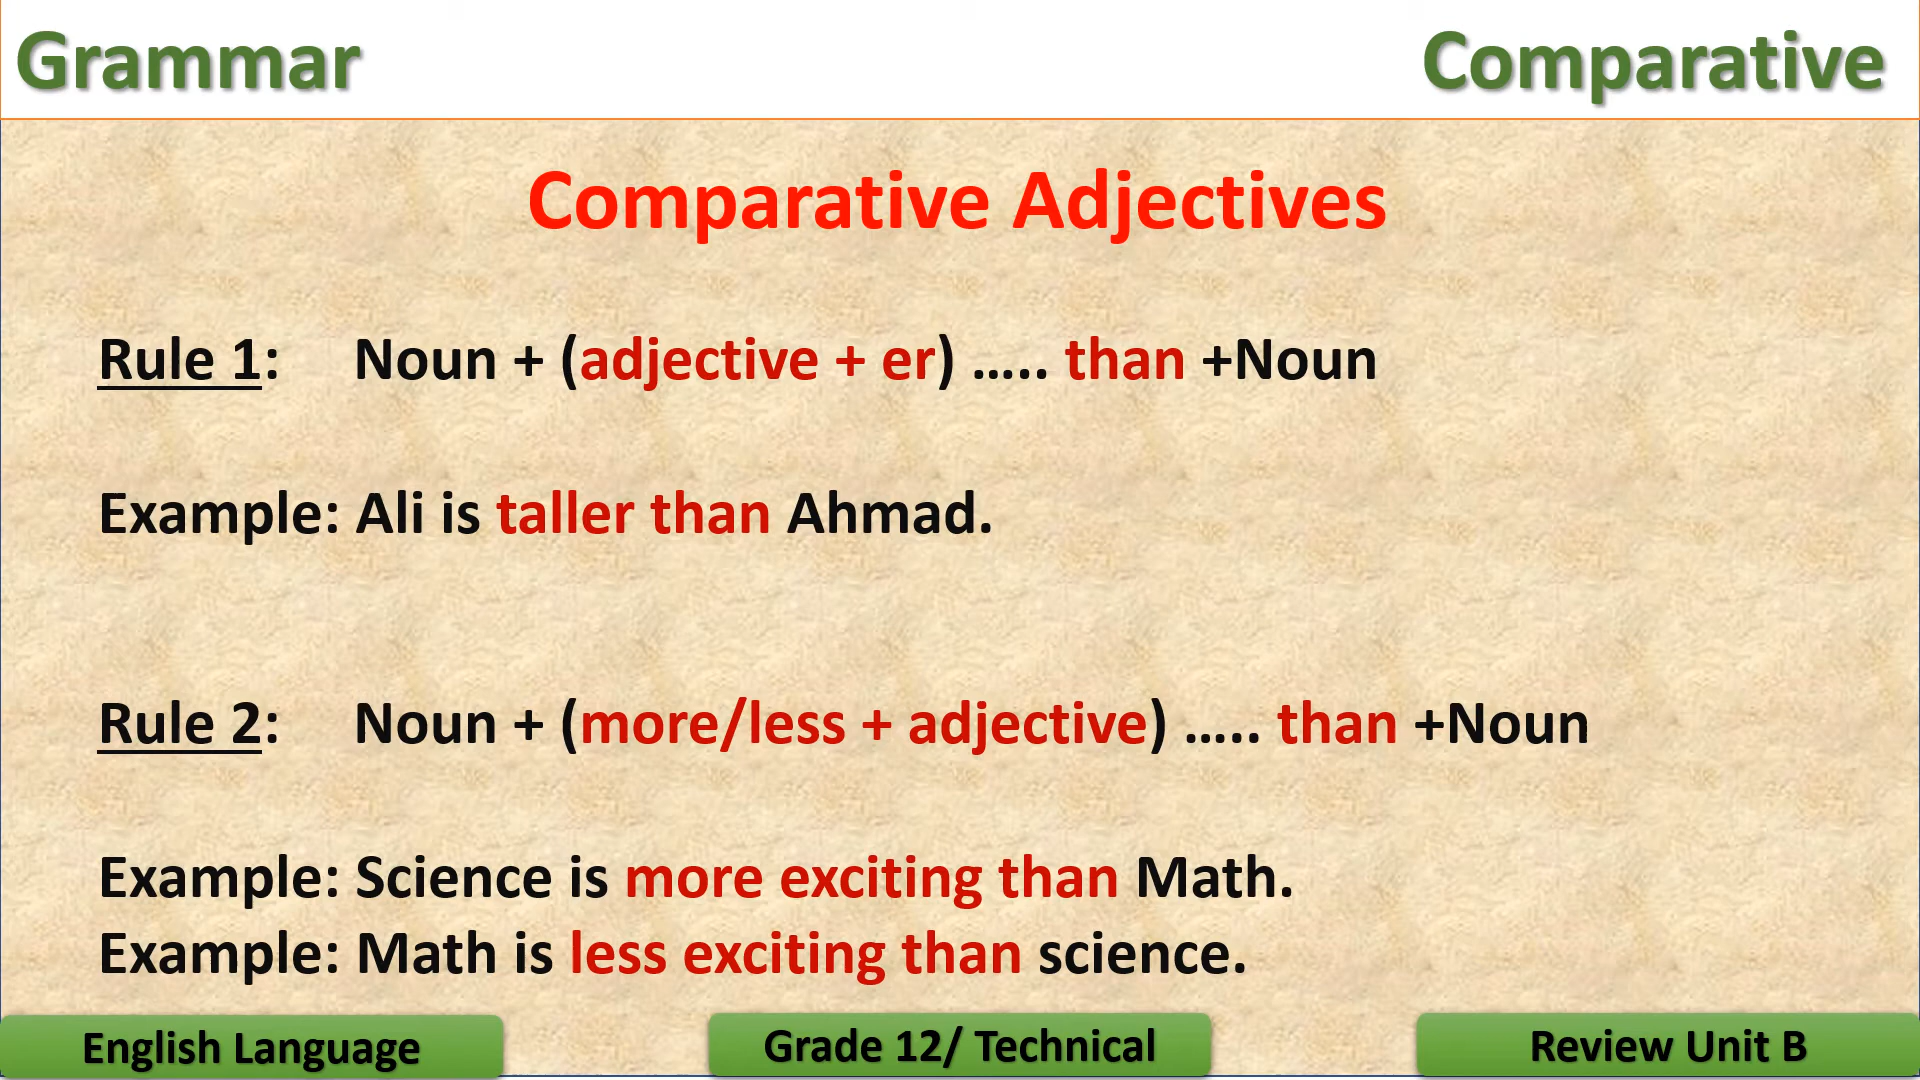 Grammar
Comparative
Comparative Adjectives
Rule 1: Noun + (adjective + er) ….. than +Noun
Example: Ali is taller than Ahmad.
Rule 2: Noun + (more/less + adjective) ….. than +Noun
Example: Science is more exciting than Math.
Example: Math is less exciting than science.
English Language
Grade 12/ Technical
Review Unit B